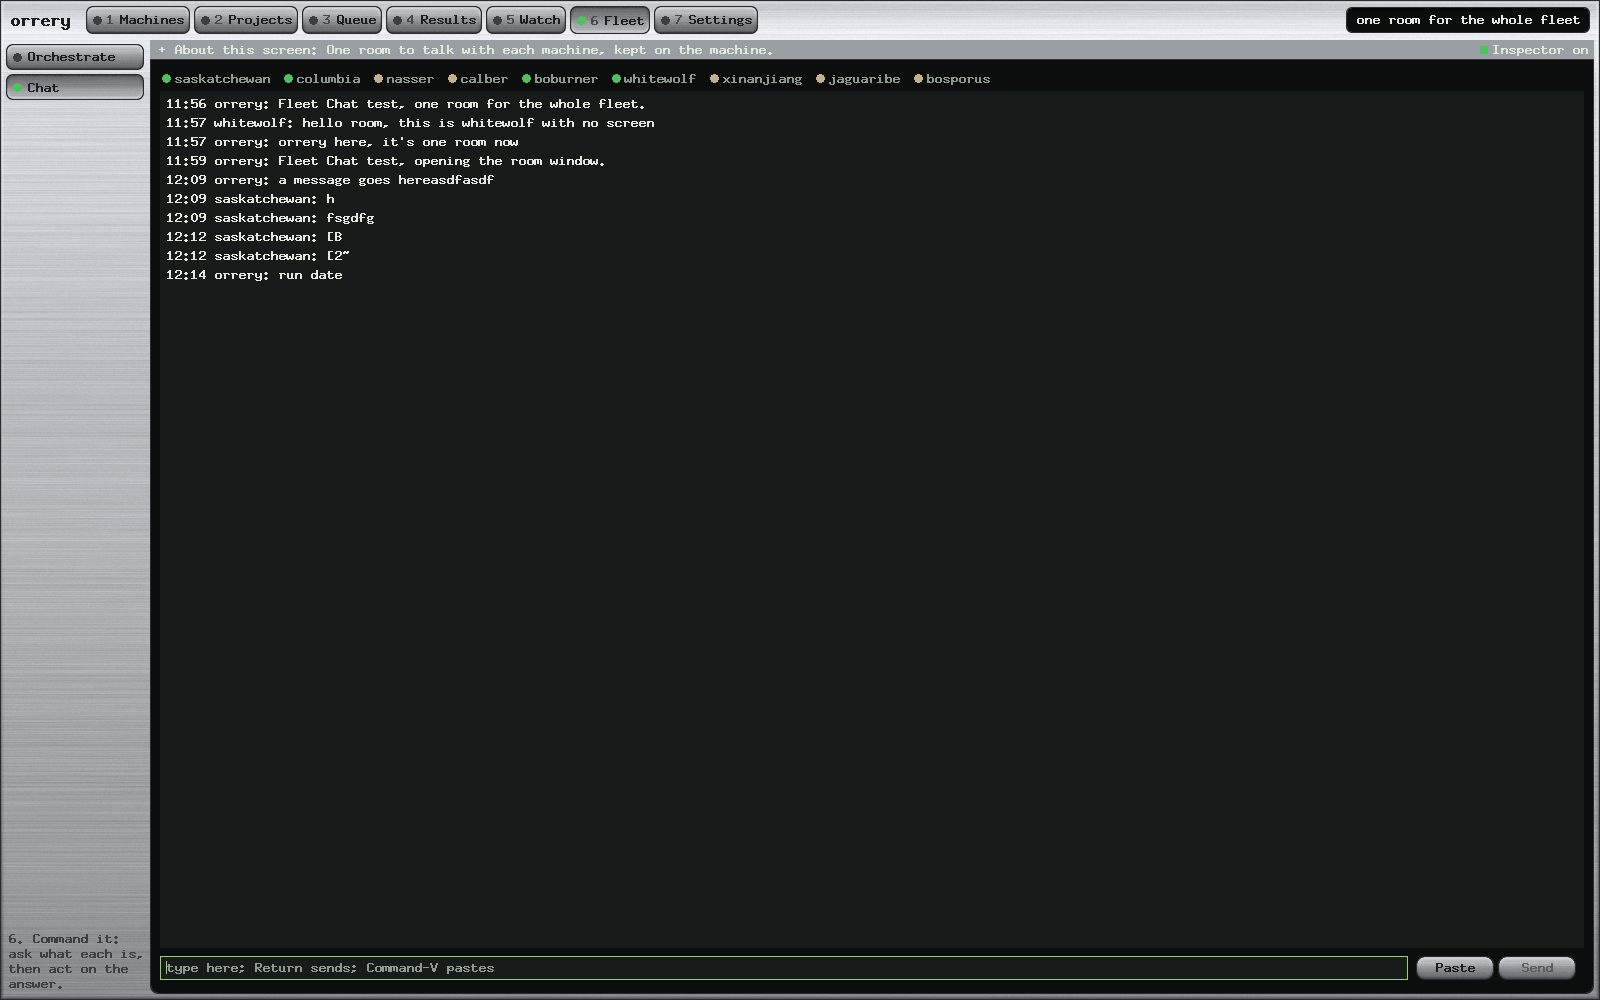 orrery 1 Machines 2 Projects 3 Queue 4 Results 5 Watch 6 Fleet 7 Settings one room for the whole fleet
Orchestrate
Chat
+ About this screen: One room to talk with each machine, kept on the machine. Inspector on
saskatchewan columbia nasser calber boburner whitewolf xinanjiang jaguaribe bosporus
11:56 orrery: Fleet Chat test, one room for the whole fleet.
11:57 whitewolf: hello room, this is whitewolf with no screen
11:57 orrery: orrery here, it's one room now
11:59 orrery: Fleet Chat test, opening the room window.
12:09 orrery: a message goes hereasdfasdf
12:09 saskatchewan: h
12:09 saskatchewan: fsgdfg
12:12 saskatchewan: [B
12:12 saskatchewan: [2~
12:14 orrery: run date
6. Command it:
ask what each is,
then act on the
answer.
type here; Return sends; Command-V pastes Paste Send